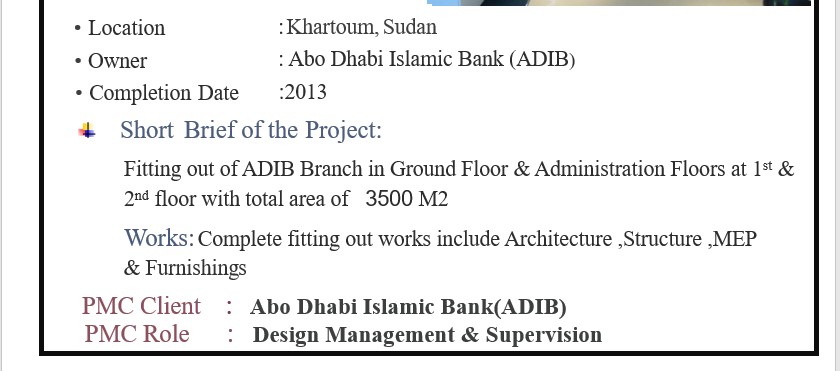 • Location : Khartoum, Sudan
• Owner : Abo Dhabi Islamic Bank (ADIB)
• Completion Date :2013
Short Brief of the Project:
Fitting out of ADIB Branch in Ground Floor & Administration Floors at 1st &
2nd floor with total area of 3500 M2
Works: Complete fitting out works include Architecture ,Structure ,MEP
& Furnishings
PMC Client : Abo Dhabi Islamic Bank(ADIB)
PMC Role : Design Management & Supervision